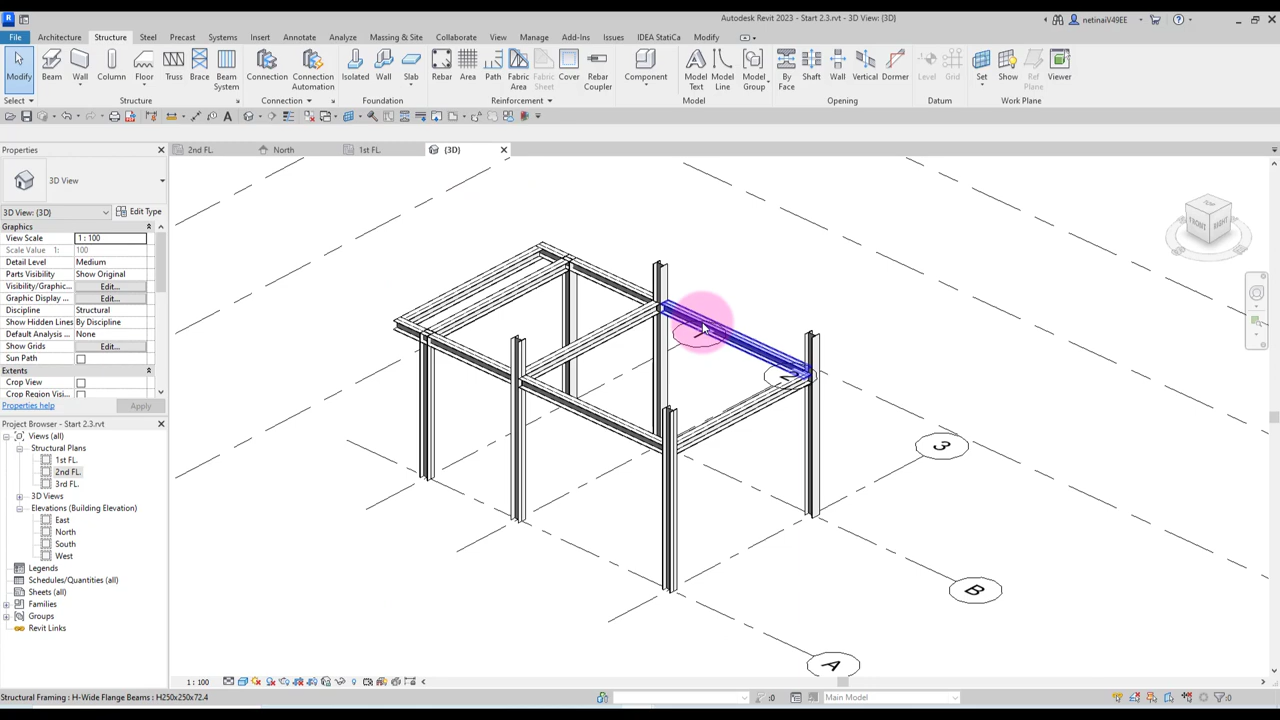 Autodesk Revit 2023 - Start 2.3.rvt - 3D View: {3D}
netinaiV49EE
File Architecture Structure Steel Precast Systems Insert Annotate Analyze Massing & Site Collaborate View Manage Add-Ins Issues IDEA StatiCa Modify
Modify Beam Wall Column Floor Truss Brace Beam System Connection Connection Automation Isolated Wall Slab Rebar Area Path Fabric Area Fabric Sheet Cover Rebar Coupler Component Model Text Model Line Model Group By Face Shaft Wall Vertical Dormer Level Grid Set Show Ref Plane Viewer
Select Structure Connection Foundation Reinforcement Model Opening Datum Work Plane
Properties
2nd FL. North 1st FL. {3D}
3D View
3D View: {3D} Edit Type
Graphics
View Scale 1 : 100
Scale Value 1: 100
Detail Level Medium
Parts Visibility Show Original
Visibility/Graphic... Edit...
Graphic Display ... Edit...
Discipline Structural
Show Hidden Lines By Discipline
Default Analysis ... None
Show Grids Edit...
Sun Path
Extents
Crop View
Crop Region Visi...
Properties help Apply
Project Browser - Start 2.3.rvt
Views (all)
Structural Plans
1st FL.
2nd FL.
3rd FL.
3D Views
Elevations (Building Elevation)
East
North
South
West
Legends
Schedules/Quantities (all)
Sheets (all)
Families
Groups
Revit Links
TOP
FRONT RIGHT
1
2
3
B
A
1 : 100
Structural Framing : H-Wide Flange Beams : H250x250x72.4
:0 Main Model :0